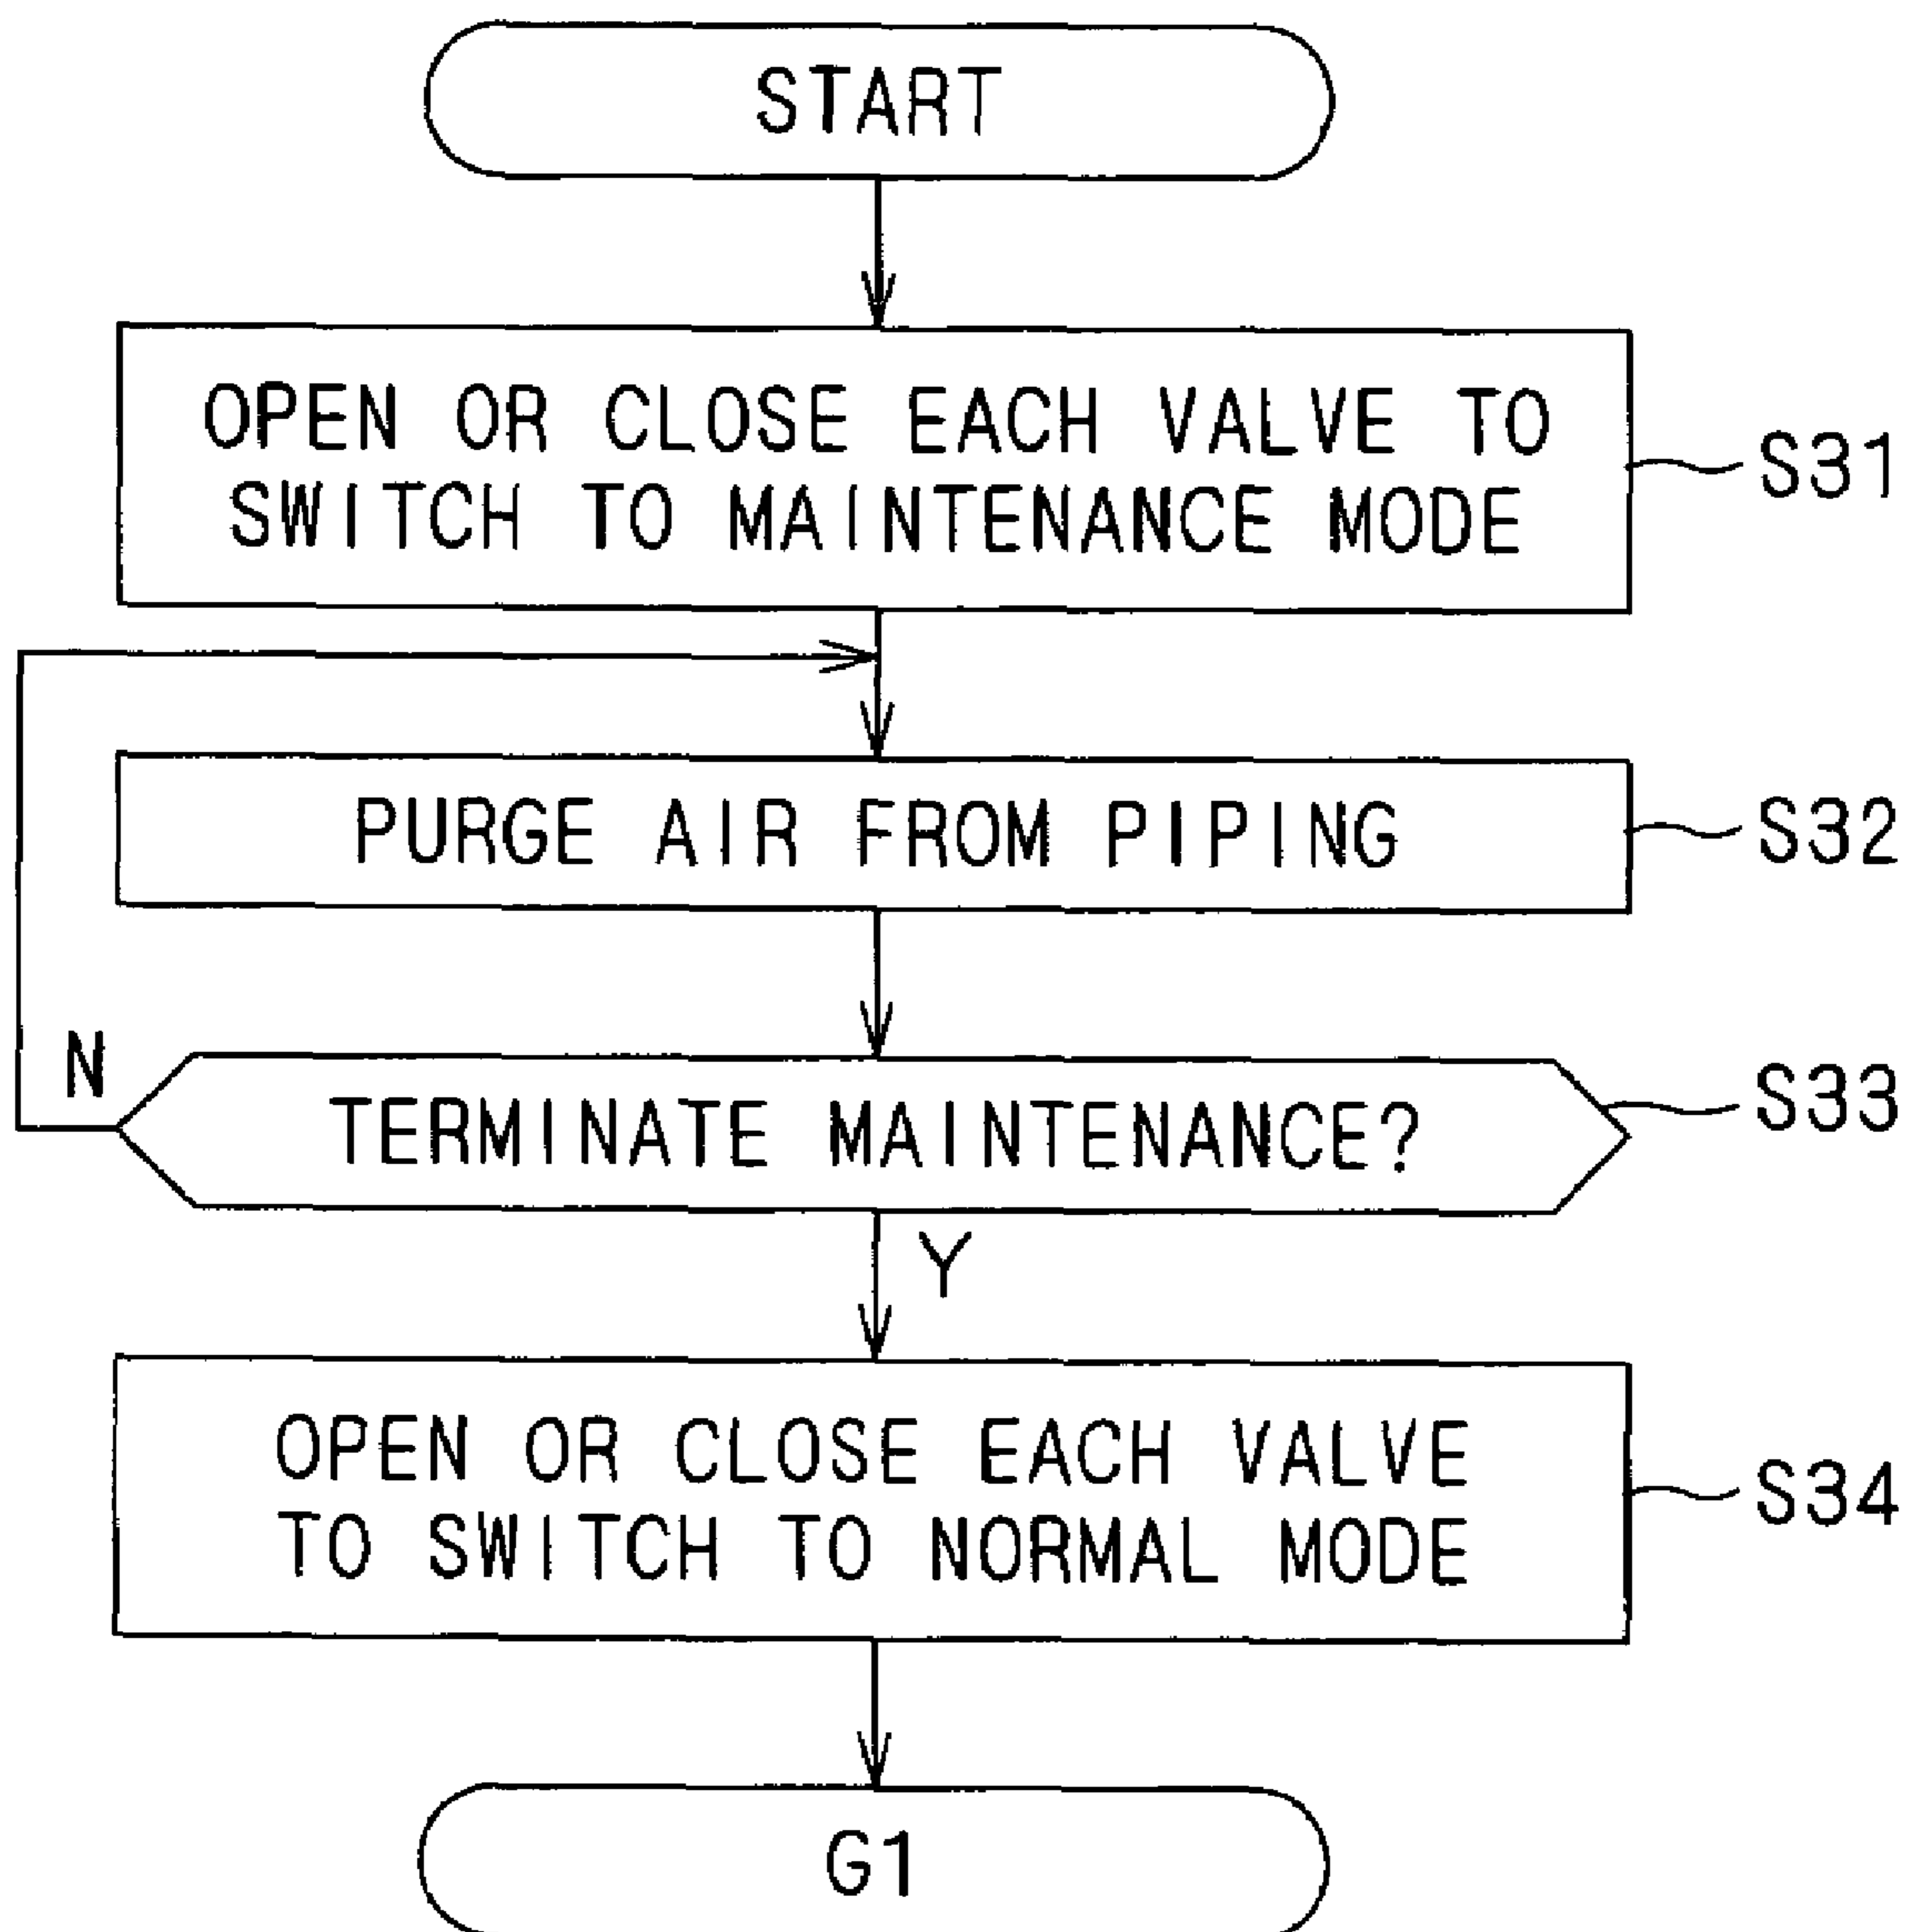 START
OPEN OR CLOSE EACH VALVE TO
SWITCH TO MAINTENANCE MODE
S31
PURGE AIR FROM PIPING
S32
N
TERMINATE MAINTENANCE?
S33
Y
OPEN OR CLOSE EACH VALVE
TO SWITCH TO NORMAL MODE
S34
G1